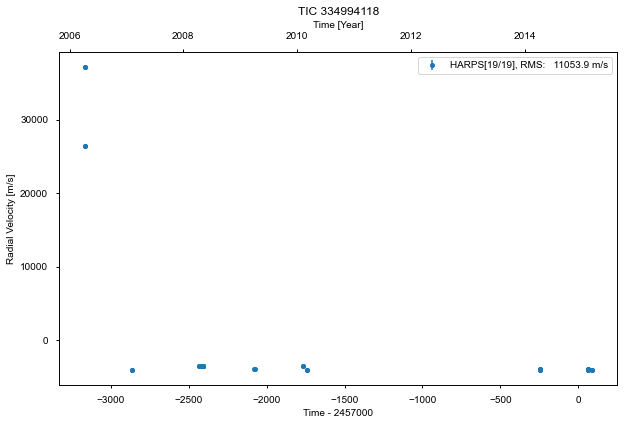 TIC 334994118
Time [Year]
2006 2008 2010 2012 2014
HARPS[19/19], RMS: 11053.9 m/s
30000
20000
10000
0
Radial Velocity [m/s]
−3000 −2500 −2000 −1500 −1000 −500 0
Time - 2457000